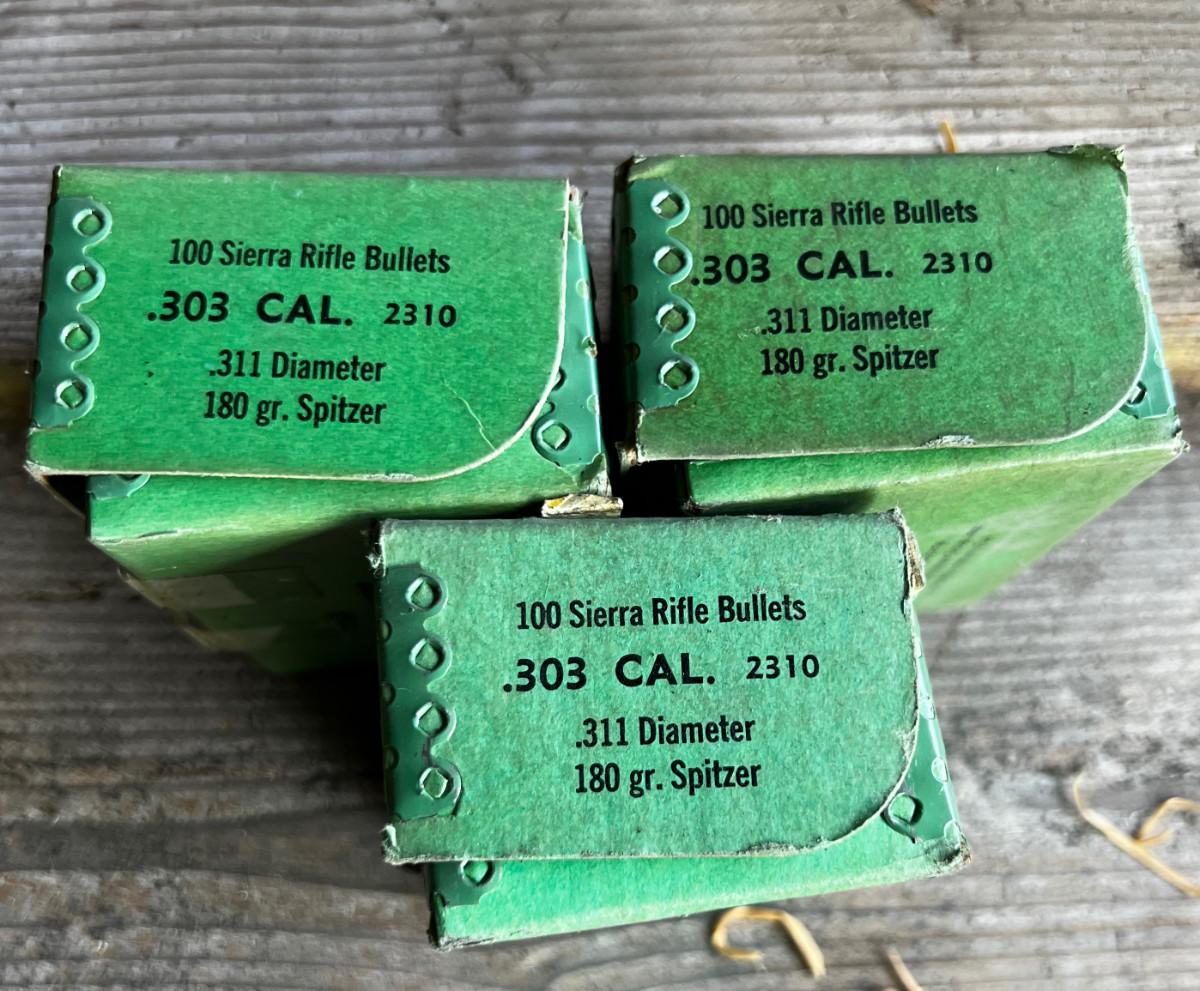 100 Sierra Rifle Bullets
.303 CAL. 2310
.311 Diameter
180 gr. Spitzer
100 Sierra Rifle Bullets
.303 CAL. 2310
.311 Diameter
180 gr. Spitzer
100 Sierra Rifle Bullets
.303 CAL. 2310
.311 Diameter
180 gr. Spitzer